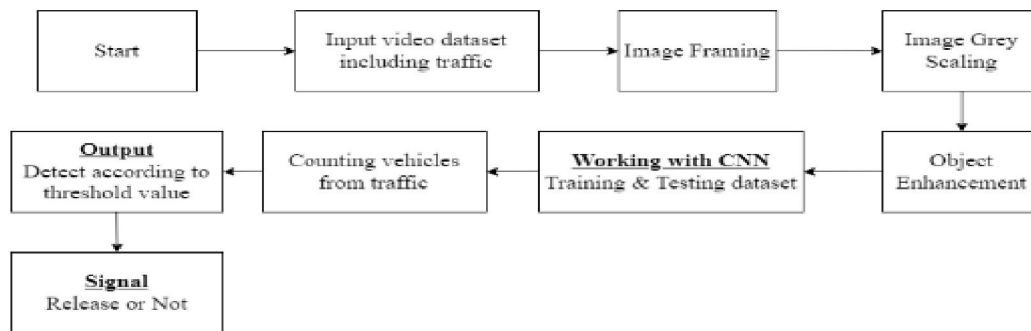 Start
Input video dataset
including traffic
Image Framing
Image Grey
Scaling
Object
Enhancement
Working with CNN
Training & Testing dataset
Counting vehicles
from traffic
Output
Detect according to
threshold value
Signal
Release or Not